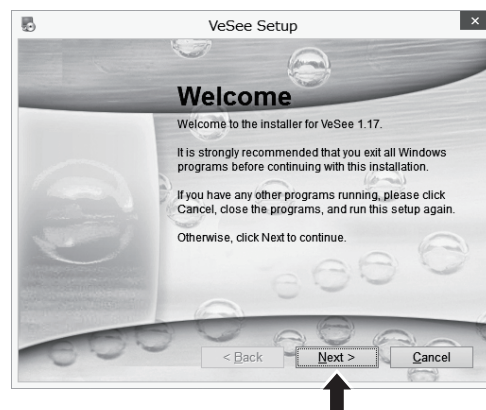 VeSee Setup
Welcome
Welcome to the installer for VeSee 1.17.
It is strongly recommended that you exit all Windows
programs before continuing with this installation.
If you have any other programs running, please click
Cancel, close the programs, and run this setup again.
Otherwise, click Next to continue.
< Back Next > Cancel